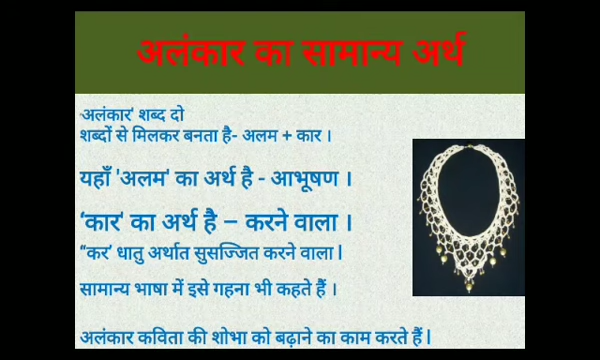 अलंकार का सामान्य अर्थ
'अलंकार' शब्द दो
शब्दों से मिलकर बनता है- अलम + कार ।
यहाँ 'अलम' का अर्थ है - आभूषण ।
‘कार' का अर्थ है – करने वाला ।
“कर’ धातु अर्थात सुसज्जित करने वाला l
सामान्य भाषा में इसे गहना भी कहते हैं ।
अलंकार कविता की शोभा को बढ़ाने का काम करते हैं l